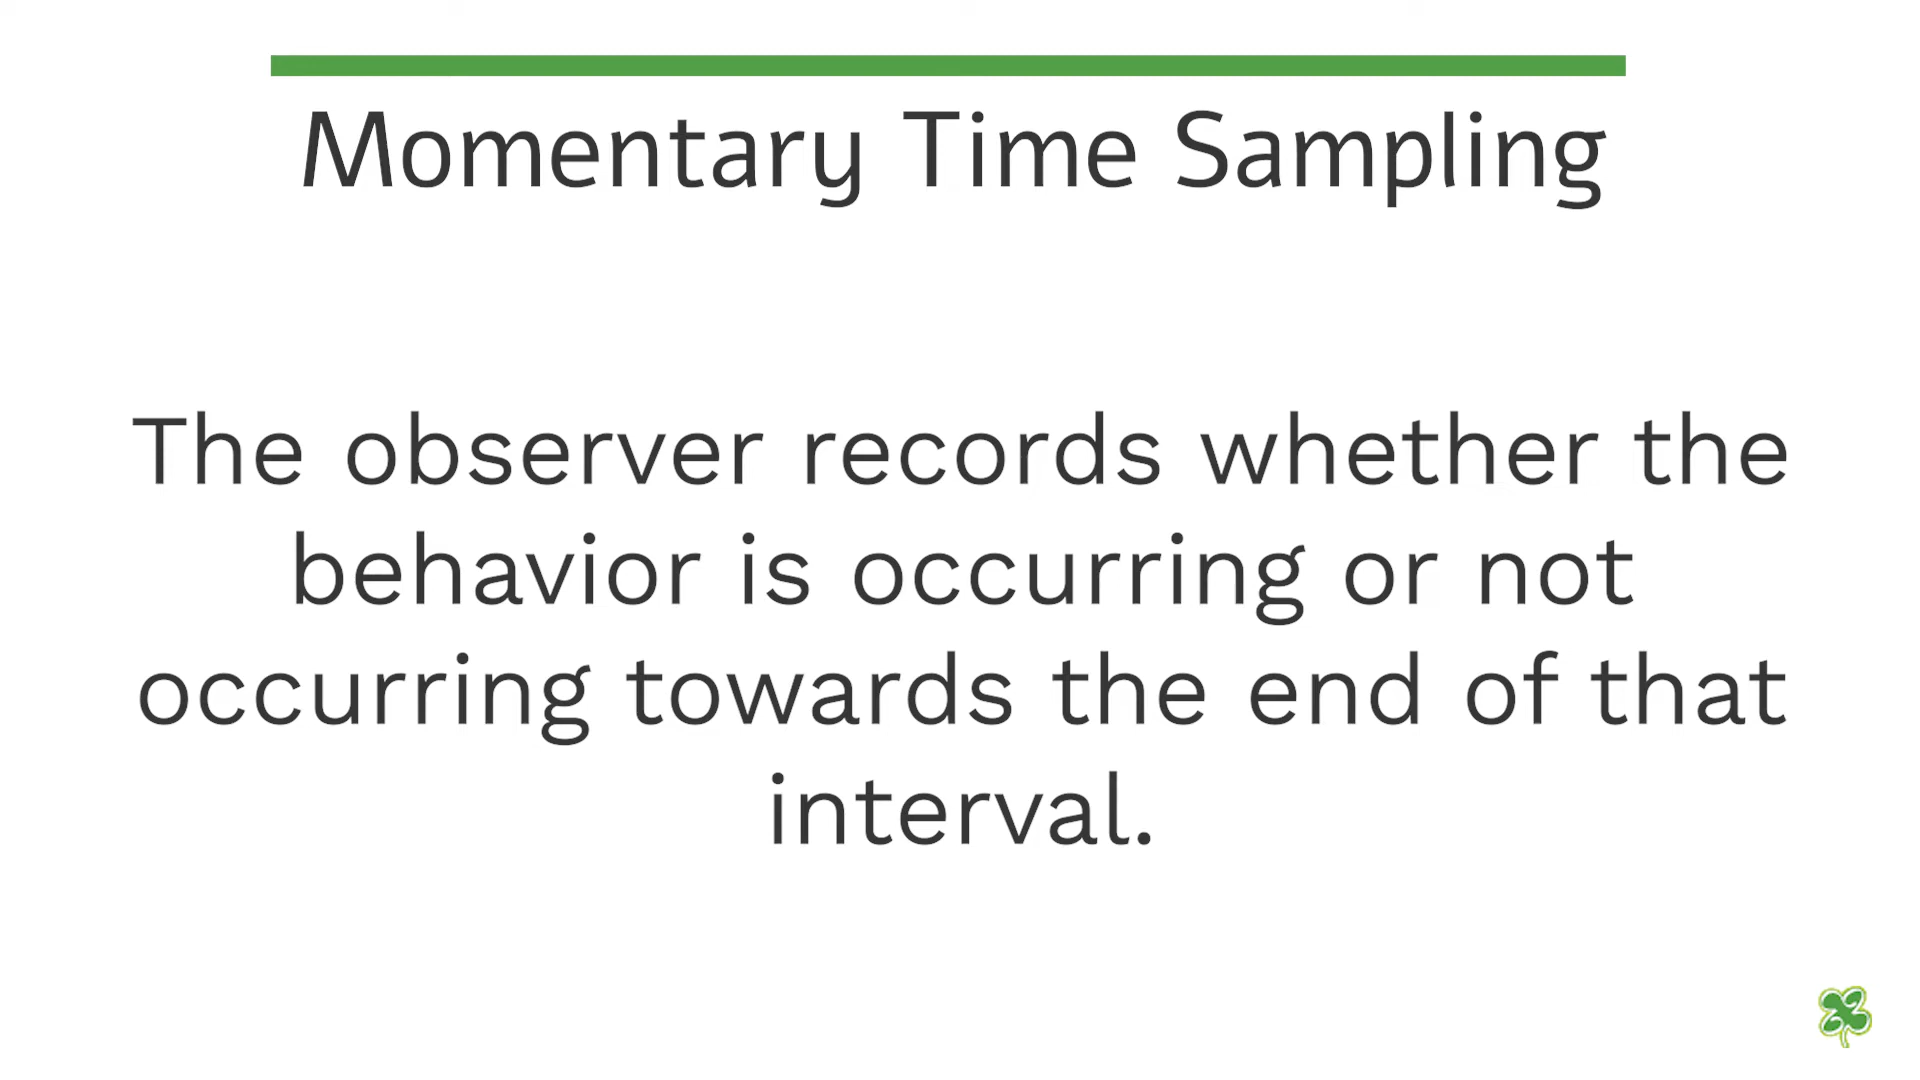 Momentary Time Sampling
The observer records whether the
behavior is occurring or not
occurring towards the end of that
interval.